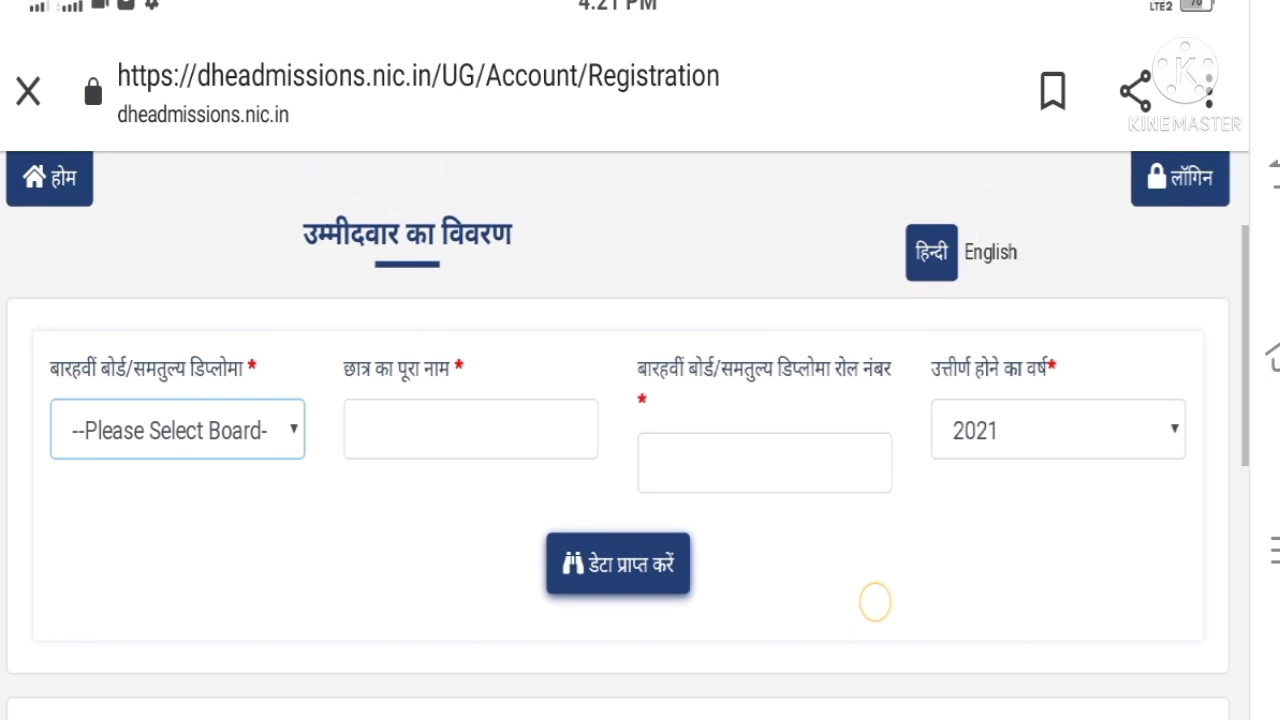 4:21 PM
LTE2
70
https://dheadmissions.nic.in/UG/Account/Registration
dheadmissions.nic.in
K
KINEMASTER
होम
लॉगिन
उम्मीदवार का विवरण
हिन्दी English
बारहवीं बोर्ड/समतुल्य डिप्लोमा *
छात्र का पूरा नाम *
बारहवीं बोर्ड/समतुल्य डिप्लोमा रोल नंबर
*
उत्तीर्ण होने का वर्ष*
--Please Select Board-
2021
डेटा प्राप्त करें